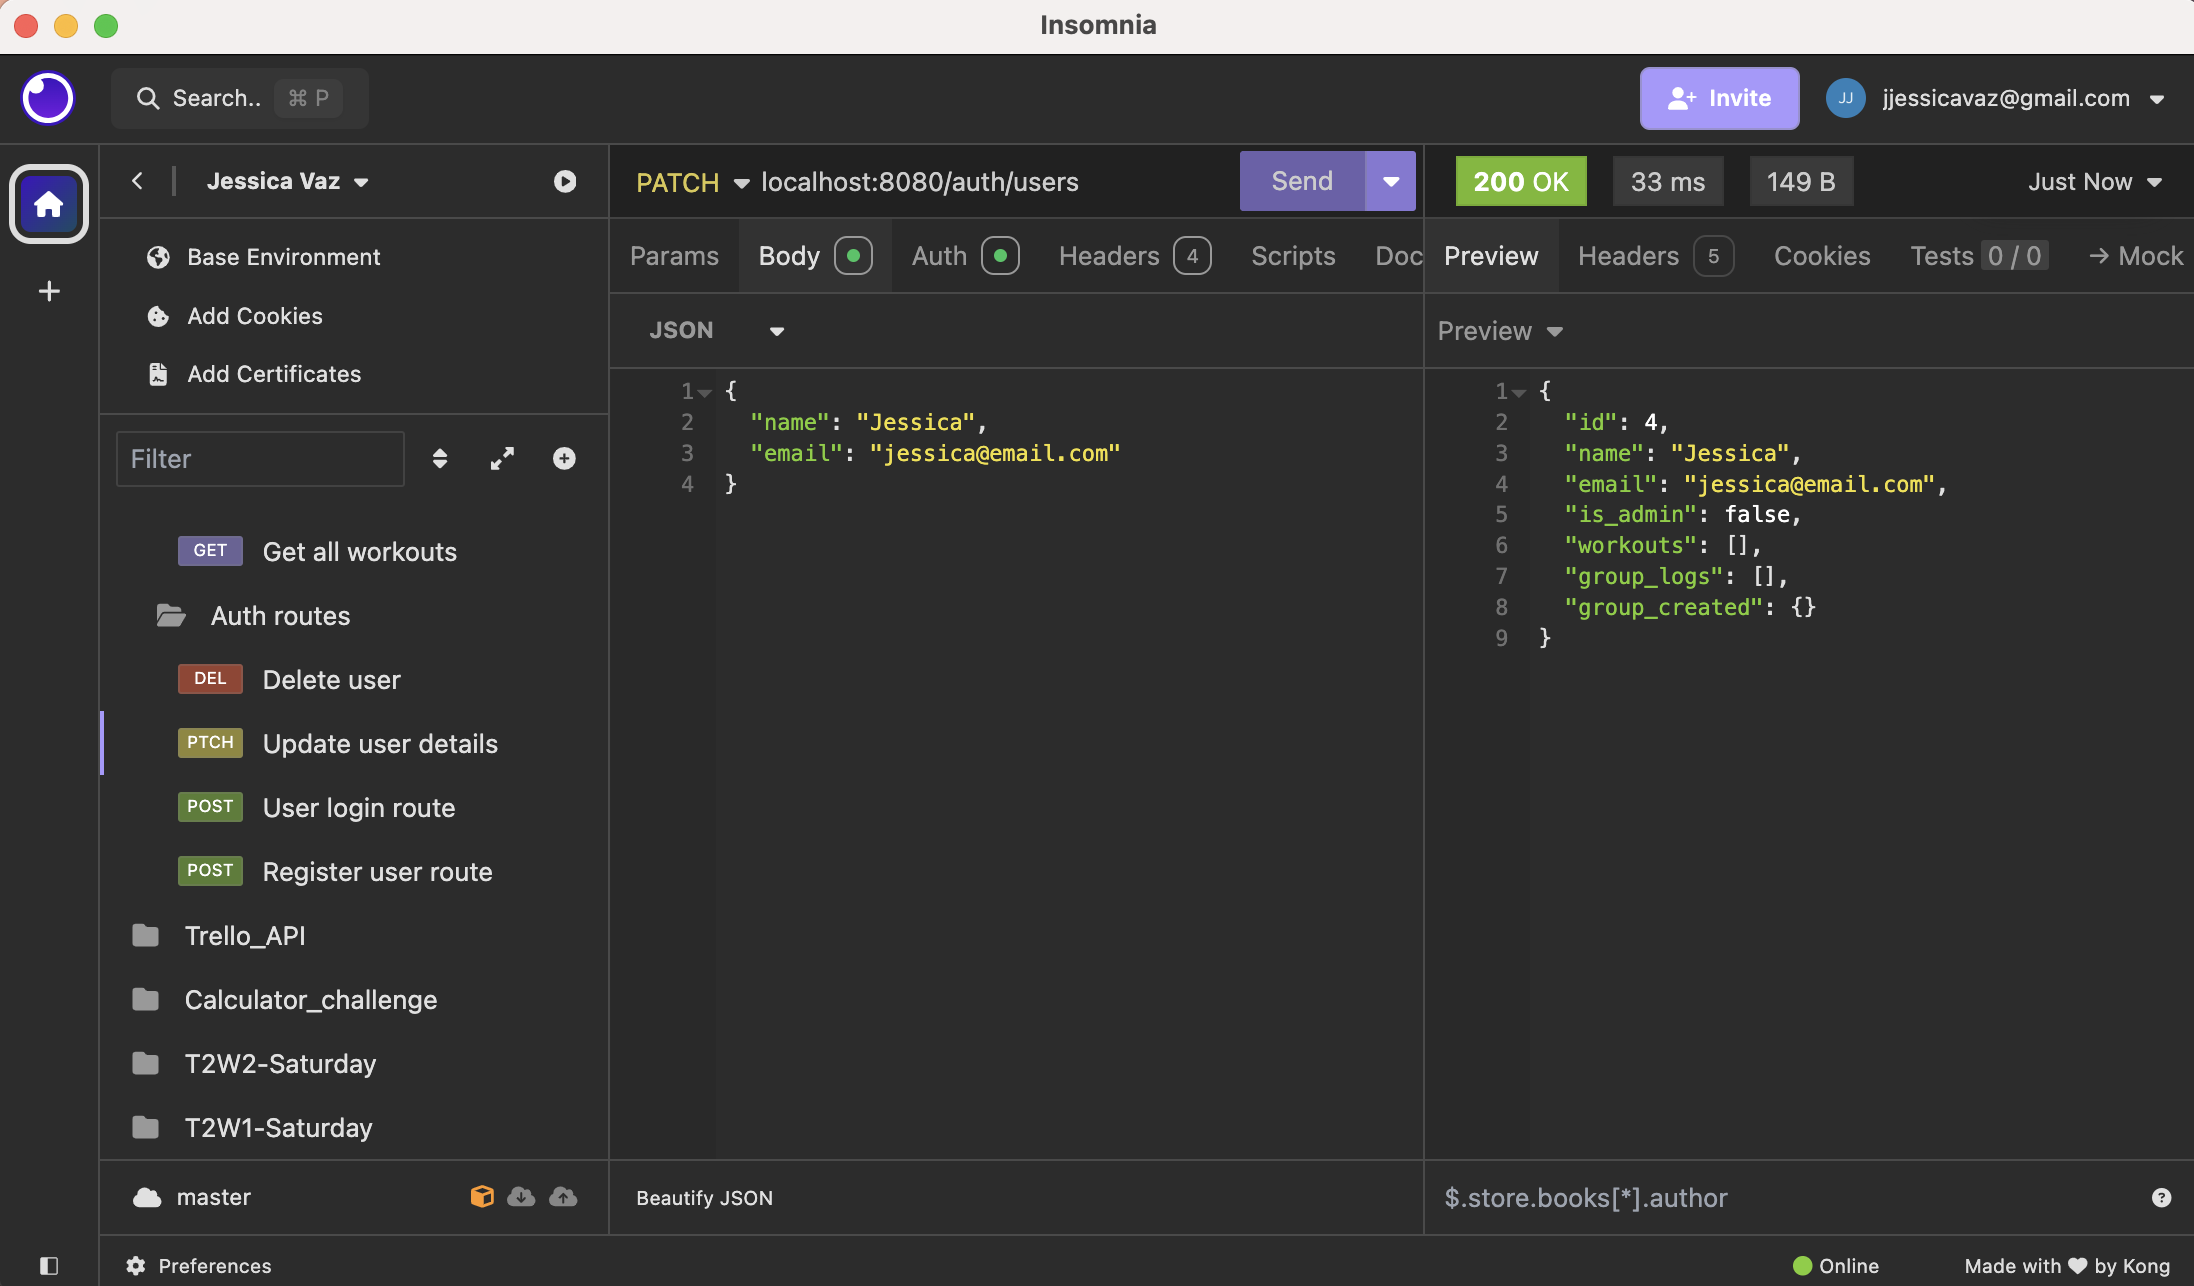 Insomnia
Search.. ⌘ P
Invite
JJ jjessicavaz@gmail.com
Jessica Vaz
Base Environment
Add Cookies
Add Certificates
Filter
GET Get all workouts
Auth routes
DEL Delete user
PTCH Update user details
POST User login route
POST Register user route
Trello_API
Calculator_challenge
T2W2-Saturday
T2W1-Saturday
master
PATCH localhost:8080/auth/users Send
Params Body Auth Headers 4 Scripts Doc
JSON
1 {
2 "name": "Jessica",
3 "email": "jessica@email.com"
4 }
Beautify JSON
200 OK 33 ms 149 B Just Now
Preview Headers 5 Cookies Tests 0 / 0 → Mock
Preview
1 {
2 "id": 4,
3 "name": "Jessica",
4 "email": "jessica@email.com",
5 "is_admin": false,
6 "workouts": [],
7 "group_logs": [],
8 "group_created": {}
9 }
$.store.books[*].author ?
Preferences
Online Made with ♥ by Kong